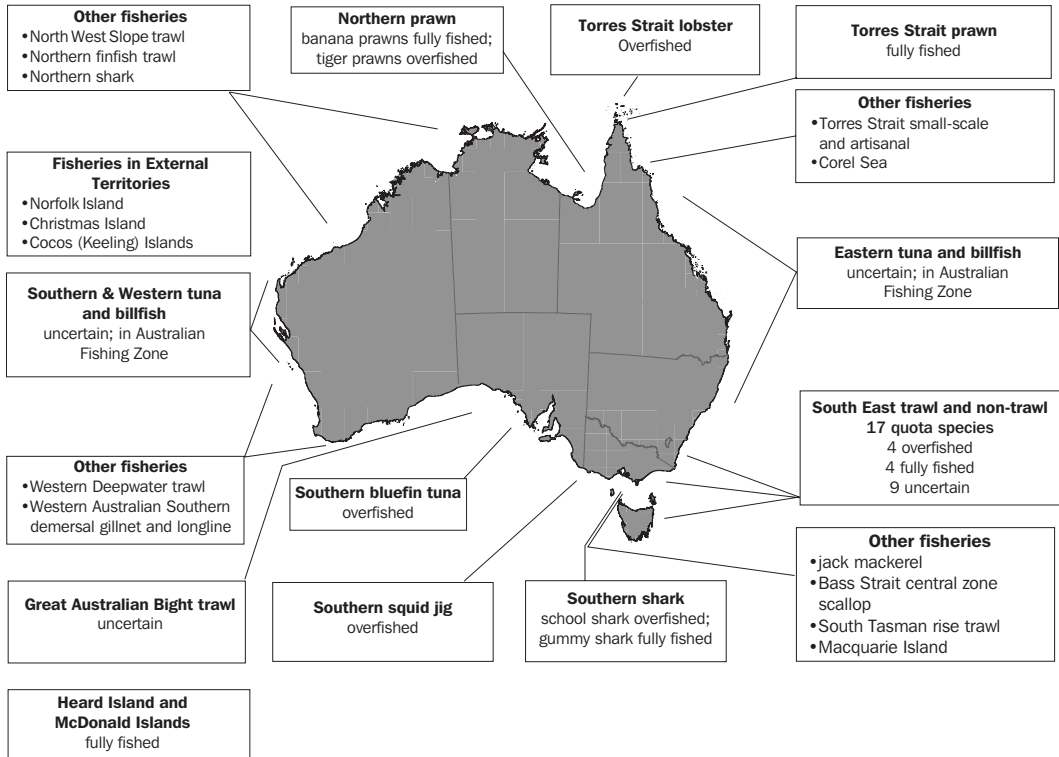 Other fisheries
•North West Slope trawl
•Northern finfish trawl
•Northern shark
Northern prawn
banana prawns fully fished;
tiger prawns overfished
Torres Strait lobster
Overfished
Torres Strait prawn
fully fished
Other fisheries
•Torres Strait small-scale
and artisanal
•Corel Sea
Fisheries in External
Territories
•Norfolk Island
•Christmas Island
•Cocos (Keeling) Islands
Eastern tuna and billfish
uncertain; in Australian
Fishing Zone
Southern & Western tuna
and billfish
uncertain; in Australian
Fishing Zone
South East trawl and non-trawl
17 quota species
4 overfished
4 fully fished
9 uncertain
Other fisheries
•Western Deepwater trawl
•Western Australian Southern
demersal gillnet and longline
Southern bluefin tuna
overfished
Other fisheries
•jack mackerel
•Bass Strait central zone
scallop
•South Tasman rise trawl
•Macquarie Island
Great Australian Bight trawl
uncertain
Southern squid jig
overfished
Southern shark
school shark overfished;
gummy shark fully fished
Heard Island and
McDonald Islands
fully fished